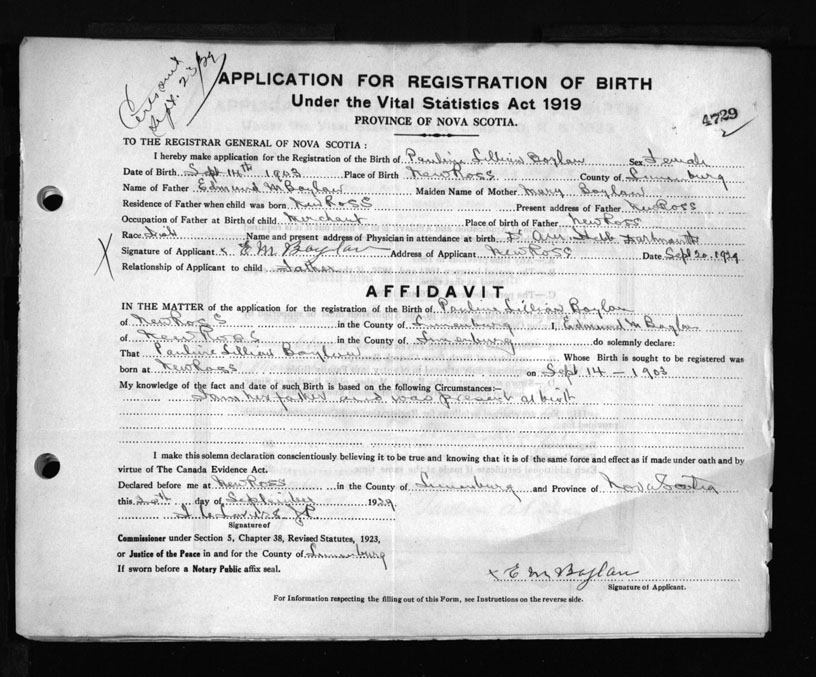 Sept. 23/29
APPLICATION FOR REGISTRATION OF BIRTH
Under the Vital Statistics Act 1919
PROVINCE OF NOVA SCOTIA.
4729
TO THE REGISTRAR GENERAL OF NOVA SCOTIA :
I hereby make application for the Registration of the Birth of Pauline Lillian Boylan Sex female
Date of Birth Sept 14th 1903 Place of Birth New Ross County of Lunenburg
Name of Father Edmund M Boylan Maiden Name of Mother Mary Boylan
Residence of Father when child was born New Ross Present address of Father New Ross
Occupation of Father at Birth of child Merchant Place of birth of Father New Ross
Race Irish Name and present address of Physician in attendance at birth Dr Dartmouth
X Signature of Applicant x E M Boylan Address of Applicant New Ross Date Sept 20. 1929
Relationship of Applicant to child father
AFFIDAVIT
IN THE MATTER of the application for the registration of the Birth of Pauline Lillian Boylan
of New Ross in the County of Lunenburg I, Edmund M Boylan
of New Ross in the County of Lunenburg do solemnly declare:
That Pauline Lillian Boylan Whose Birth is sought to be registered was
born at New Ross on Sept 14 - 1903
My knowledge of the fact and date of such Birth is based on the following Circumstances:—
I am her father and was present at birth
I make this solemn declaration conscientiously believing it to be true and knowing that it is of the same force and effect as if made under oath and by
virtue of The Canada Evidence Act.
Declared before me at New Ross in the County of Lunenburg and Province of Nova Scotia
this 20th day of September 1929
J P
Signature of
Commissioner under Section 5, Chapter 38, Revised Statutes, 1923,
or Justice of the Peace in and for the County of Lunenburg
If sworn before a Notary Public affix seal.
x E M Boylan
Signature of Applicant.
For Information respecting the filling out of this Form, see Instructions on the reverse side.